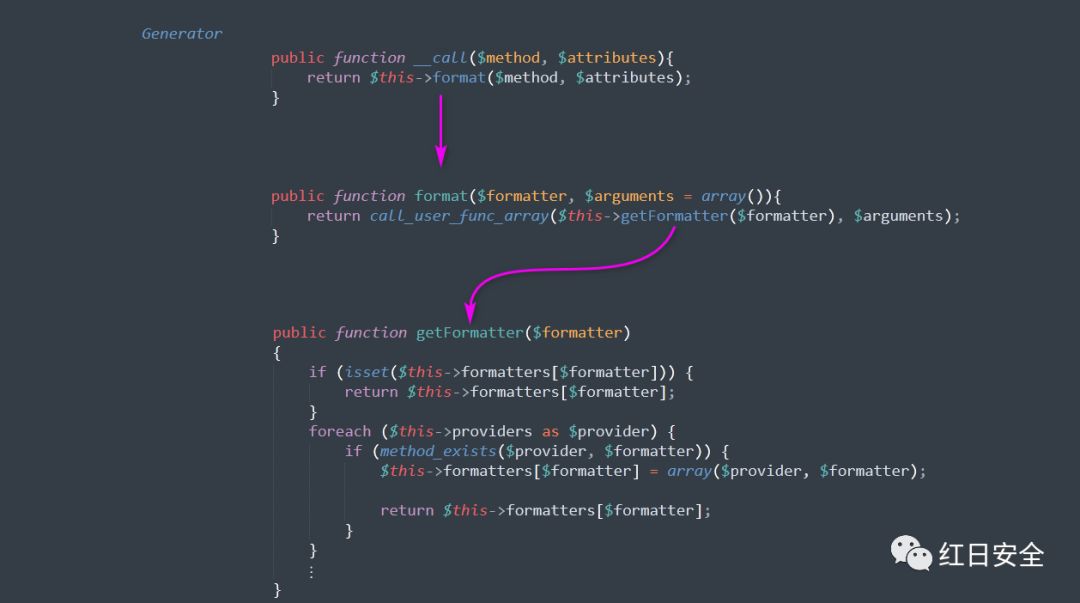 Generator
public function __call($method, $attributes){
    return $this->format($method, $attributes);
}
public function format($formatter, $arguments = array()){
    return call_user_func_array($this->getFormatter($formatter), $arguments);
}
public function getFormatter($formatter)
{
    if (isset($this->formatters[$formatter])) {
        return $this->formatters[$formatter];
    }
    foreach ($this->providers as $provider) {
        if (method_exists($provider, $formatter)) {
            $this->formatters[$formatter] = array($provider, $formatter);
            return $this->formatters[$formatter];
        }
    }
    ⋮
}
红日安全